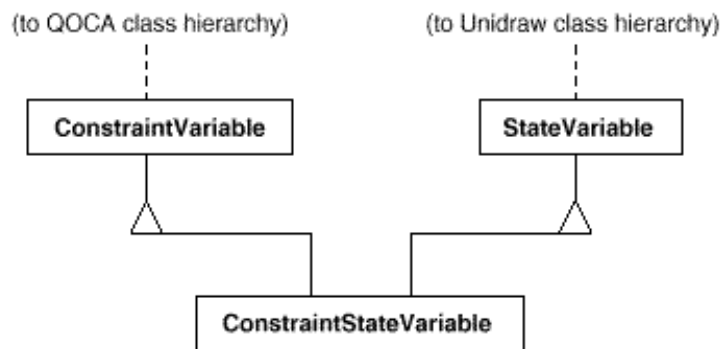 (to QOCA class hierarchy) (to Unidraw class hierarchy)
ConstraintVariable StateVariable
ConstraintStateVariable